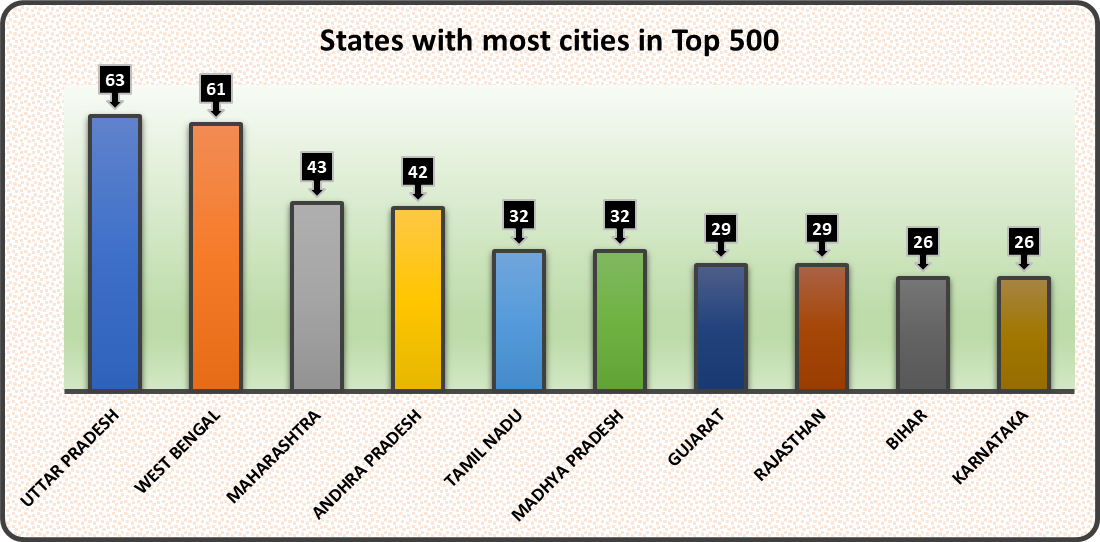 States with most cities in Top 500
63
61
43
42
32
32
29
29
26
26
UTTAR PRADESH
WEST BENGAL
MAHARASHTRA
ANDHRA PRADESH
TAMIL NADU
MADHYA PRADESH
GUJARAT
RAJASTHAN
BIHAR
KARNATAKA